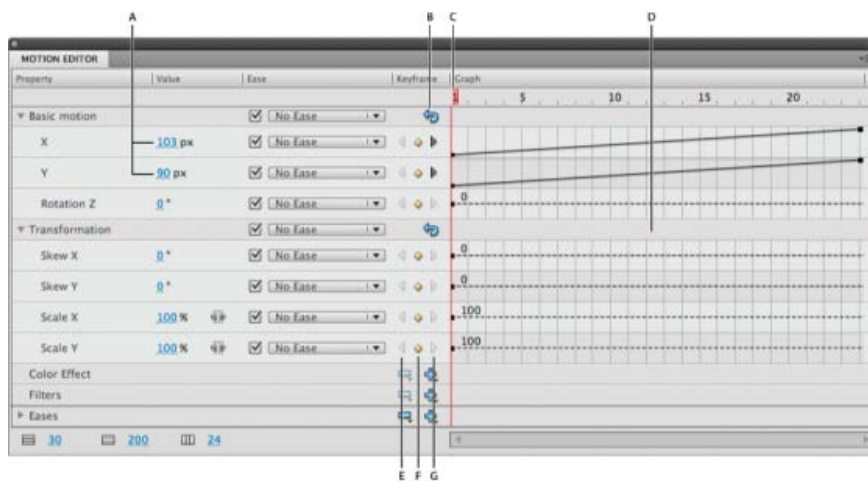 A B C D
MOTION EDITOR
Property Value Ease Keyframe Graph
1 5 10 15 20
Basic motion No Ease
X 103 px No Ease
Y 90 px No Ease
Rotation Z 0° No Ease 0
Transformation No Ease
Skew X 0° No Ease 0
Skew Y 0° No Ease 0
Scale X 100 % No Ease 100
Scale Y 100 % No Ease 100
Color Effect
Filters
Eases
30 200 24
E F G